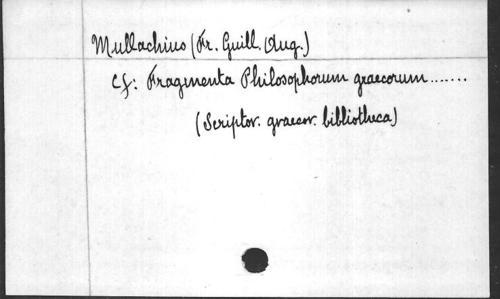 Mullachius (Fr. Guill. Aug.)
Cf: Fragmenta Philosophorum graecorum.......
(Scriptor. graecor. bibliotheca)